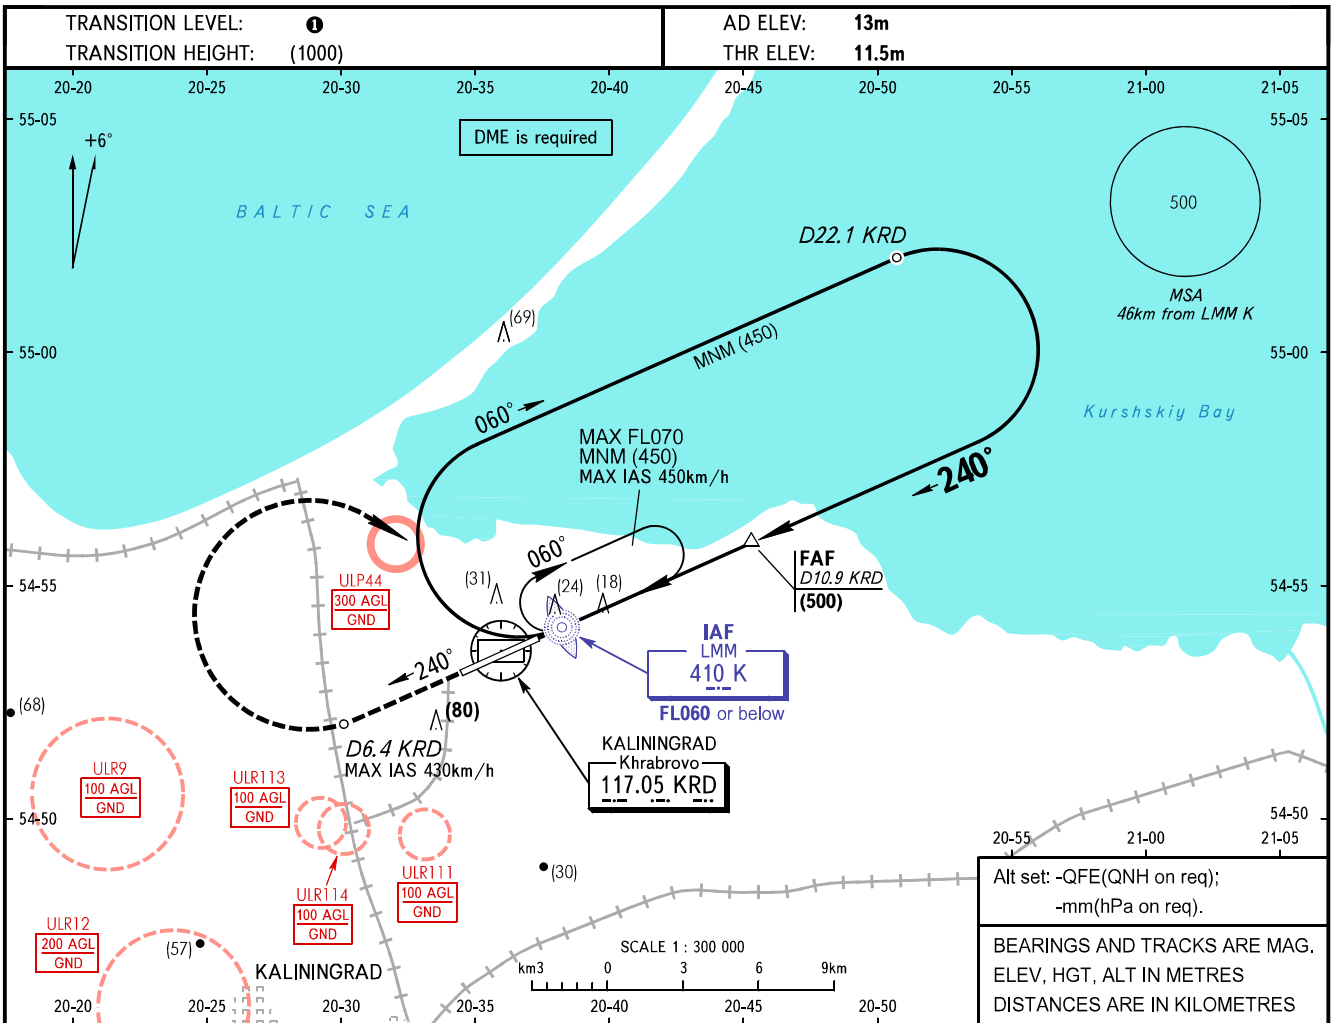 TRANSITION LEVEL: 1
TRANSITION HEIGHT: (1000)
AD ELEV: 13m
THR ELEV: 11.5m
20-20 20-25 20-30 20-35 20-40 20-45 20-50 20-55 21-00 21-05
55-05 55-05
+6°
DME is required
BALTIC SEA
500
MSA
46km from LMM K
D22.1 KRD
(69)
MNM (450)
55-00 55-00
060°
Kurshskiy Bay
MAX FL070
MNM (450)
MAX IAS 450km/h
240°
060°
FAF
D10.9 KRD
(500)
54-55 54-55
ULP44
300 AGL
GND
(31)
(24)
(18)
IAF
LMM
410 K
FL060 or below
240°
(80)
(68)
D6.4 KRD
MAX IAS 430km/h
KALININGRAD
Khrabrovo
117.05 KRD
ULR9
100 AGL
GND
ULR113
100 AGL
GND
54-50 54-50
20-55 21-00 21-05
ULR114
100 AGL
GND
ULR111
100 AGL
GND
(30)
ULR12
200 AGL
GND
(57)
KALININGRAD
SCALE 1 : 300 000
km3 0 3 6 9km
Alt set: -QFE(QNH on req);
-mm(hPa on req).
BEARINGS AND TRACKS ARE MAG.
ELEV, HGT, ALT IN METRES
DISTANCES ARE IN KILOMETRES
20-20 20-25 20-30 20-35 20-40 20-45 20-50